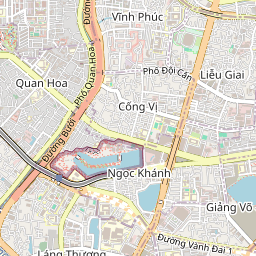 Đường
Vĩnh Phúc
Phố Quan Hoa
Phố Đội Cấn
Liễu Giai
Quan Hoa
Cống Vị
Đường Bưởi
Ngọc Khánh
Giảng Võ
Láng Thượng
Đường Vành Đai 1